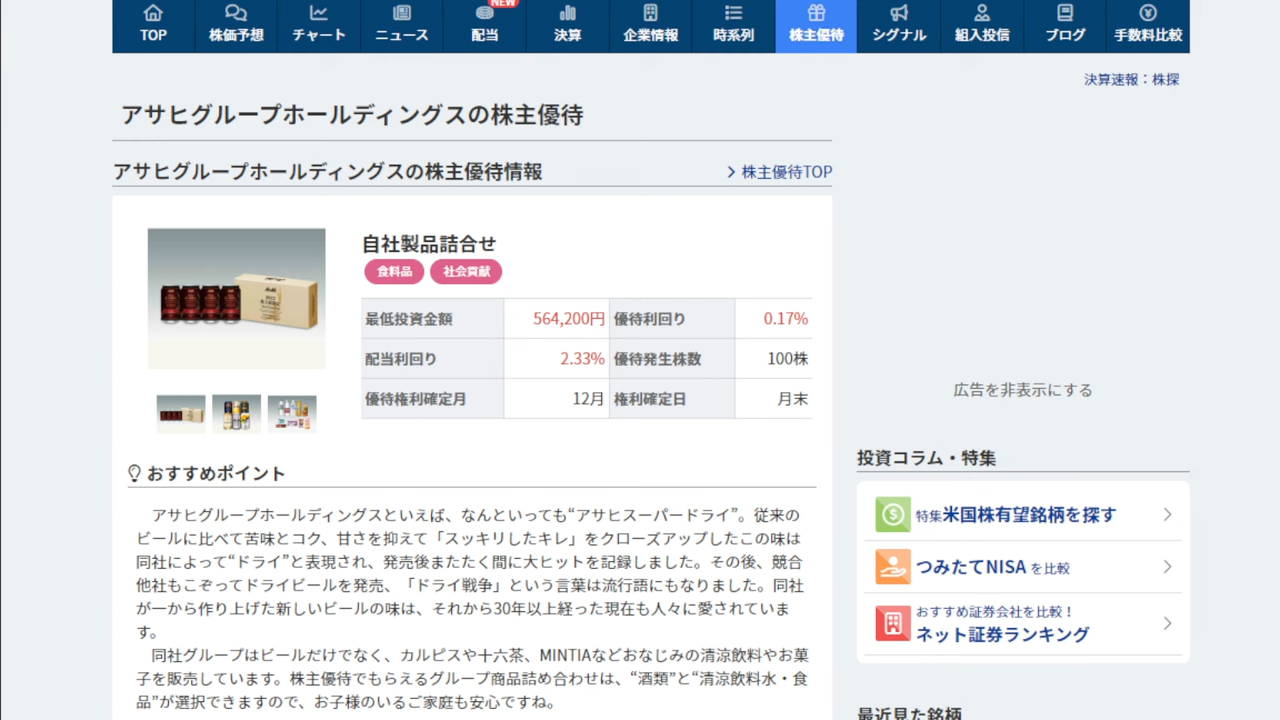 NEW
TOP 株価予想 チャート ニュース 配当 決算 企業情報 時系列 株主優待 シグナル 組入投信 ブログ 手数料比較
決算速報：株探
アサヒグループホールディングスの株主優待
アサヒグループホールディングスの株主優待情報
株主優待TOP
自社製品詰合せ
食料品 社会貢献
最低投資金額 564,200円 優待利回り 0.17%
配当利回り 2.33% 優待発生株数 100株
優待権利確定月 12月 権利確定日 月末
おすすめポイント
アサヒグループホールディングスといえば、なんといっても“アサヒスーパードライ”。従来の
ビールに比べて苦味とコク、甘さを抑えて「スッキリしたキレ」をクローズアップしたこの味は
同社によって“ドライ”と表現され、発売後またたく間に大ヒットを記録しました。その後、競合
他社もこぞってドライビールを発売、「ドライ戦争」という言葉は流行語にもなりました。同社
が一から作り上げた新しいビールの味は、それから30年以上経った現在も人々に愛されていま
す。
同社グループはビールだけでなく、カルピスや十六茶、MINTIAなどおなじみの清涼飲料やお菓
子を販売しています。株主優待でもらえるグループ商品詰め合わせは、“酒類”と“清涼飲料水・食
品”が選択できますので、お子様のいるご家庭も安心ですね。
広告を非表示にする
投資コラム・特集
特集米国株有望銘柄を探す
つみたてNISA を比較
おすすめ証券会社を比較！
ネット証券ランキング
最近見た銘柄